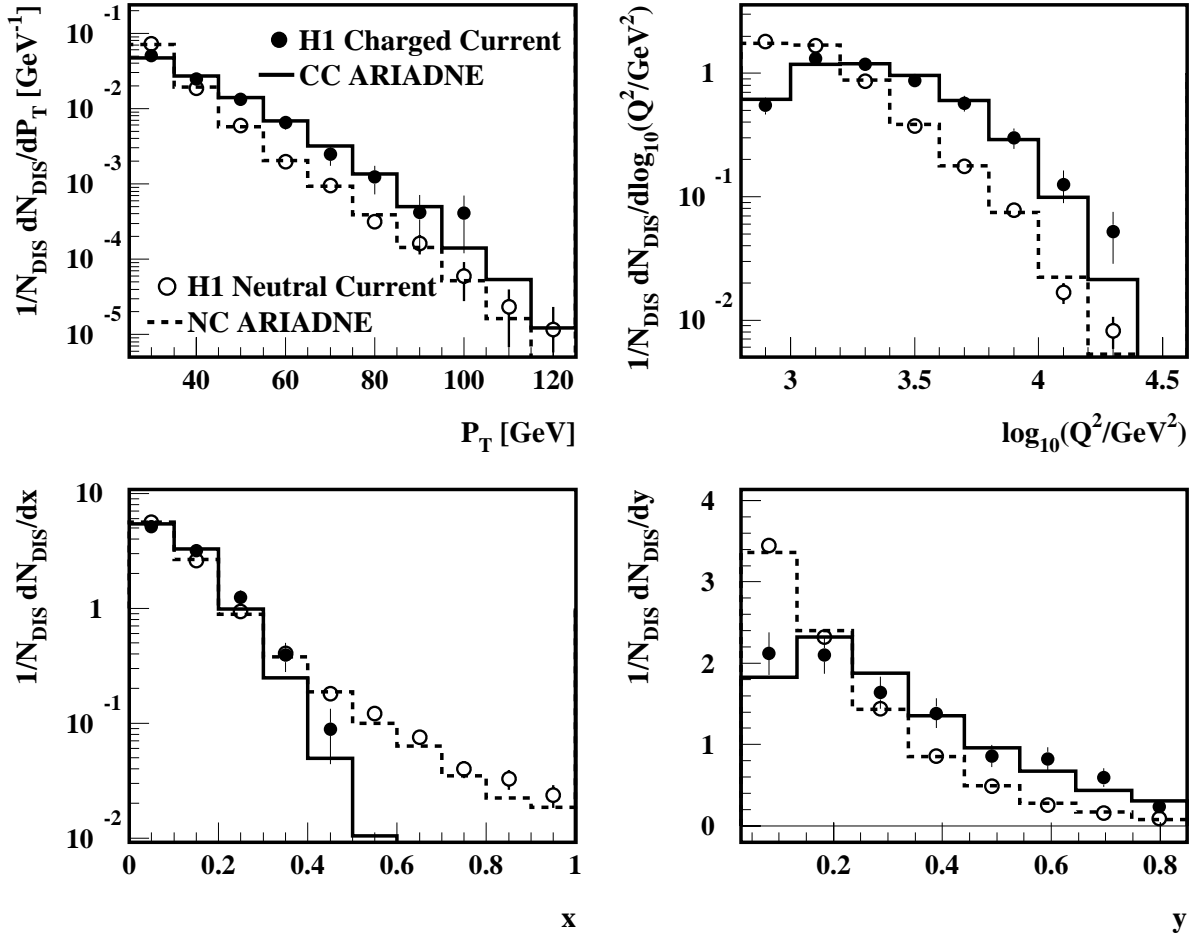 1/N_DIS dN_DIS/dP_T [GeV^-1]
10^-1
10^-2
10^-3
10^-4
10^-5
H1 Charged Current
CC ARIADNE
H1 Neutral Current
NC ARIADNE
40 60 80 100 120
P_T [GeV]
1/N_DIS dN_DIS/dlog_10(Q^2/GeV^2)
1
10^-1
10^-2
3 3.5 4 4.5
log_10(Q^2/GeV^2)
1/N_DIS dN_DIS/dx
10
1
10^-1
10^-2
0 0.2 0.4 0.6 0.8 1
x
1/N_DIS dN_DIS/dy
4
3
2
1
0
0.2 0.4 0.6 0.8
y